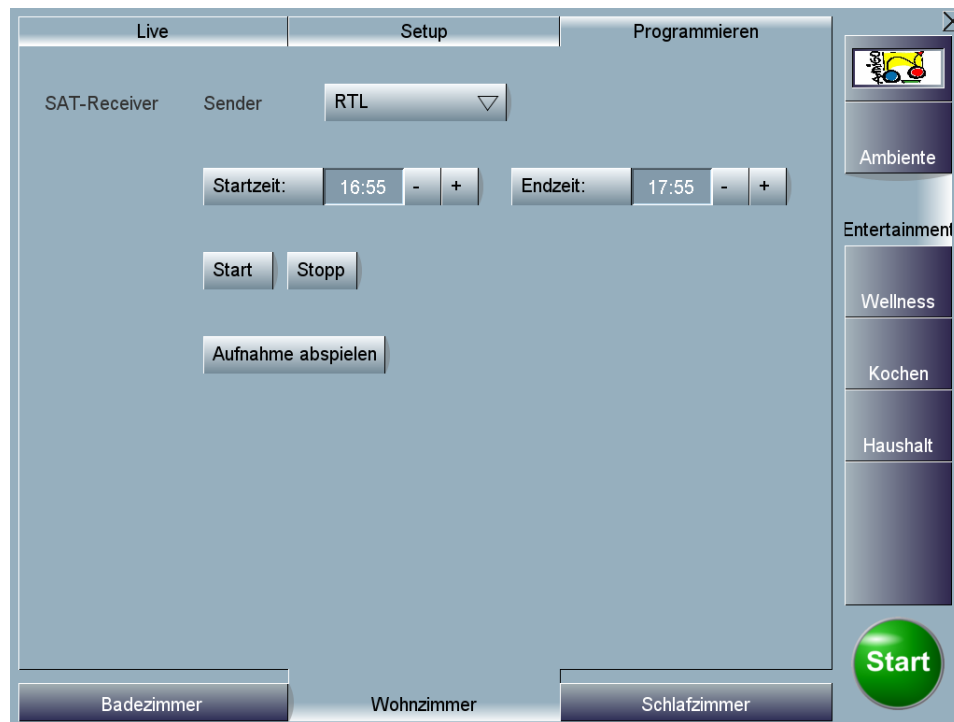 Live Setup Programmieren
AMIGO
SAT-Receiver Sender RTL
Ambiente
Startzeit: 16:55 - + Endzeit: 17:55 - +
Entertainment
Start Stopp
Wellness
Aufnahme abspielen
Kochen
Haushalt
Start
Badezimmer Wohnzimmer Schlafzimmer